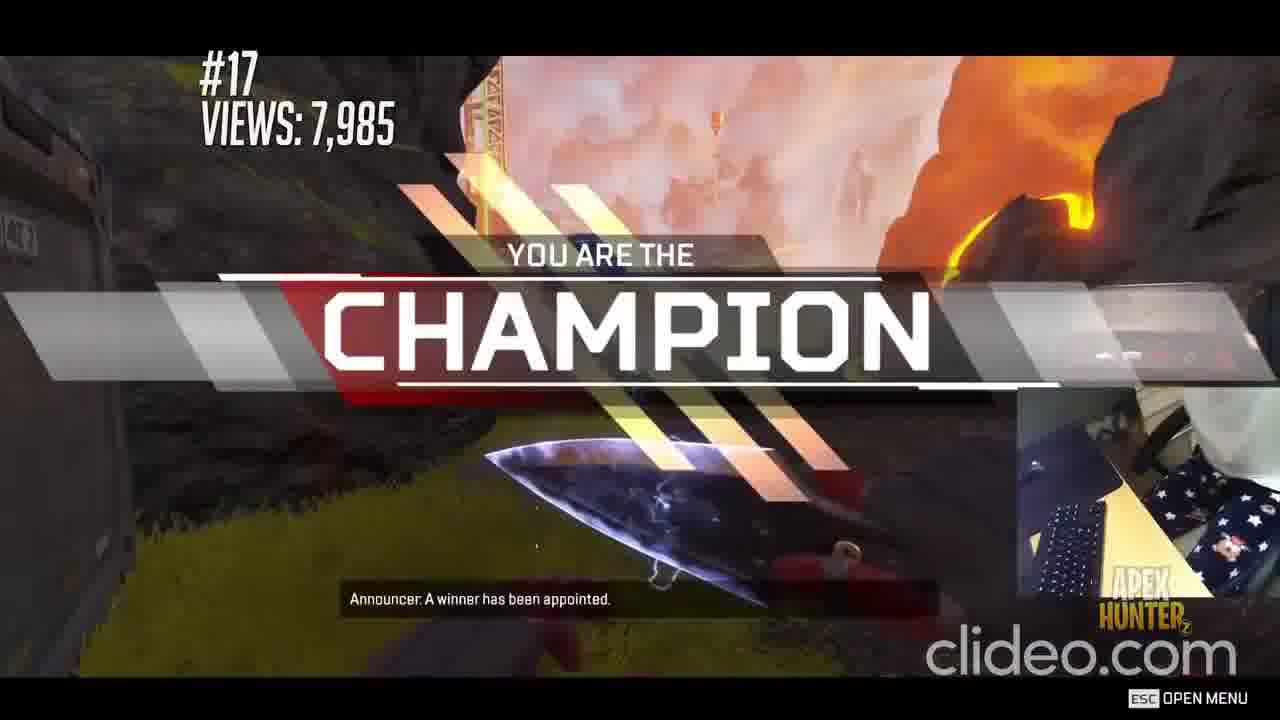 #17
VIEWS: 7,985
YOU ARE THE
CHAMPION
Announcer: A winner has been appointed.
APEX
HUNTER
clideo.com
ESC OPEN MENU